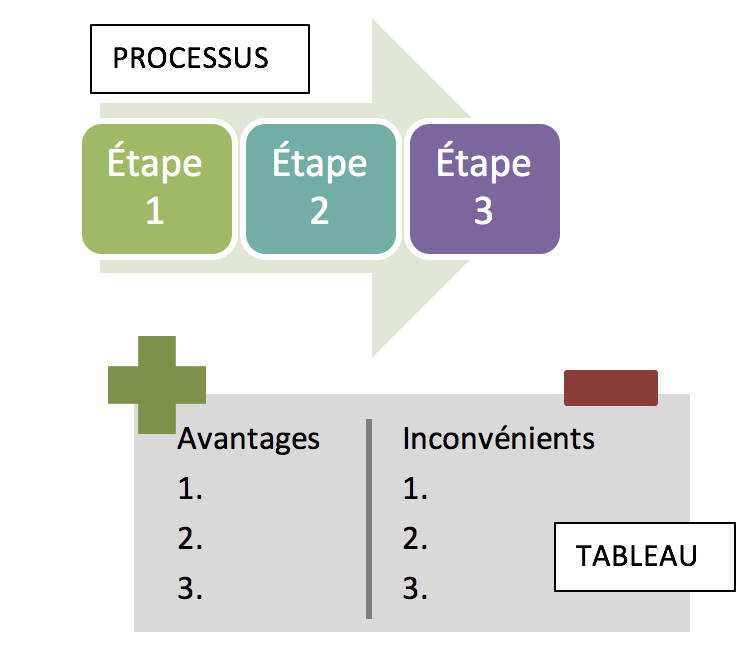 PROCESSUS
Étape
1
Étape
2
Étape
3
Avantages
1.
2.
3.
Inconvénients
1.
2.
3.
TABLEAU